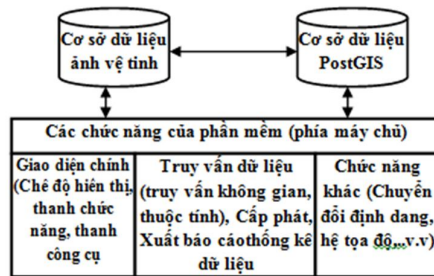 Cơ sở dữ liệu
ảnh vệ tinh
Cơ sở dữ liệu
PostGIS
Các chức năng của phần mềm (phía máy chủ)
Giao diện chính
(Chế độ hiển thị,
thanh chức
năng, thanh
công cụ
Truy vấn dữ liệu
(truy vấn không gian,
thuộc tính), Cấp phát,
Xuất báo cáothống kê
dữ liệu
Chức năng
khác (Chuyển
đổi định dang,
hệ tọa độ,..v.v)